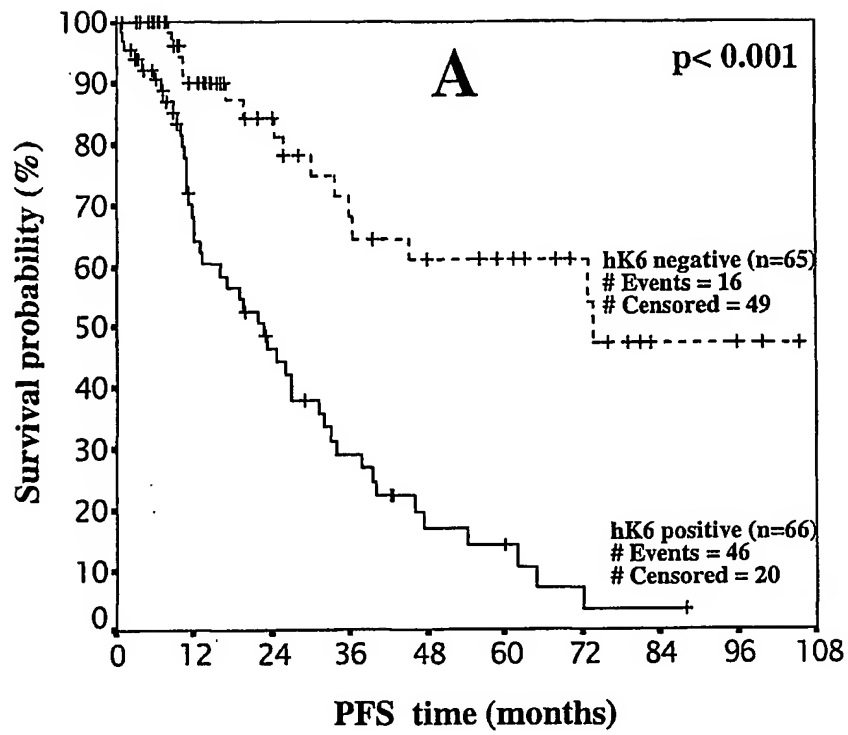 A
p< 0.001
Survival probability (%)
100
90
80
70
60
50
40
30
20
10
0
hK6 negative (n=65)
# Events = 16
# Censored = 49
hK6 positive (n=66)
# Events = 46
# Censored = 20
0 12 24 36 48 60 72 84 96 108
PFS time (months)